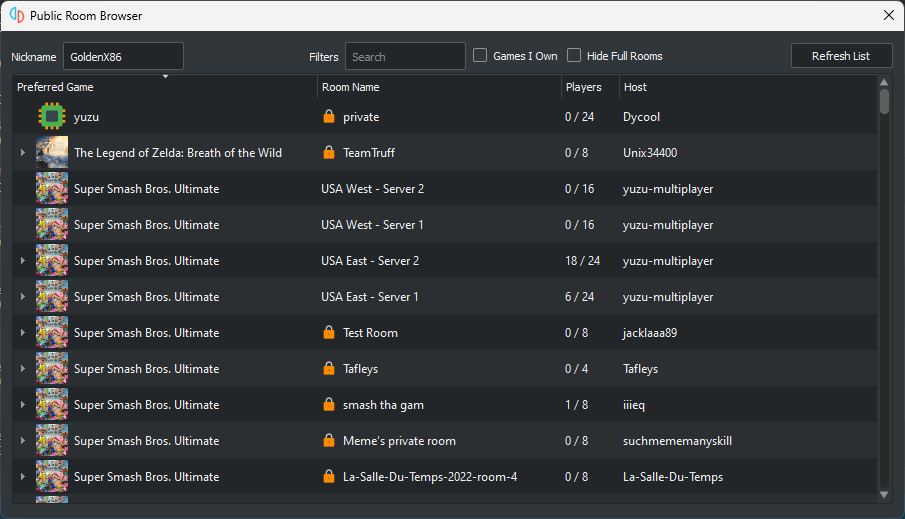 Public Room Browser
Nickname GoldenX86 Filters Search Games I Own Hide Full Rooms Refresh List
Preferred Game Room Name Players Host
yuzu private 0 / 24 Dycool
The Legend of Zelda: Breath of the Wild TeamTruff 0 / 8 Unix34400
Super Smash Bros. Ultimate USA West - Server 2 0 / 16 yuzu-multiplayer
Super Smash Bros. Ultimate USA West - Server 1 0 / 16 yuzu-multiplayer
Super Smash Bros. Ultimate USA East - Server 2 18 / 24 yuzu-multiplayer
Super Smash Bros. Ultimate USA East - Server 1 6 / 24 yuzu-multiplayer
Super Smash Bros. Ultimate Test Room 0 / 8 jacklaaa89
Super Smash Bros. Ultimate Tafleys 0 / 4 Tafleys
Super Smash Bros. Ultimate smash tha gam 1 / 8 iiieq
Super Smash Bros. Ultimate Meme's private room 0 / 8 suchmememanyskill
Super Smash Bros. Ultimate La-Salle-Du-Temps-2022-room-4 0 / 8 La-Salle-Du-Temps